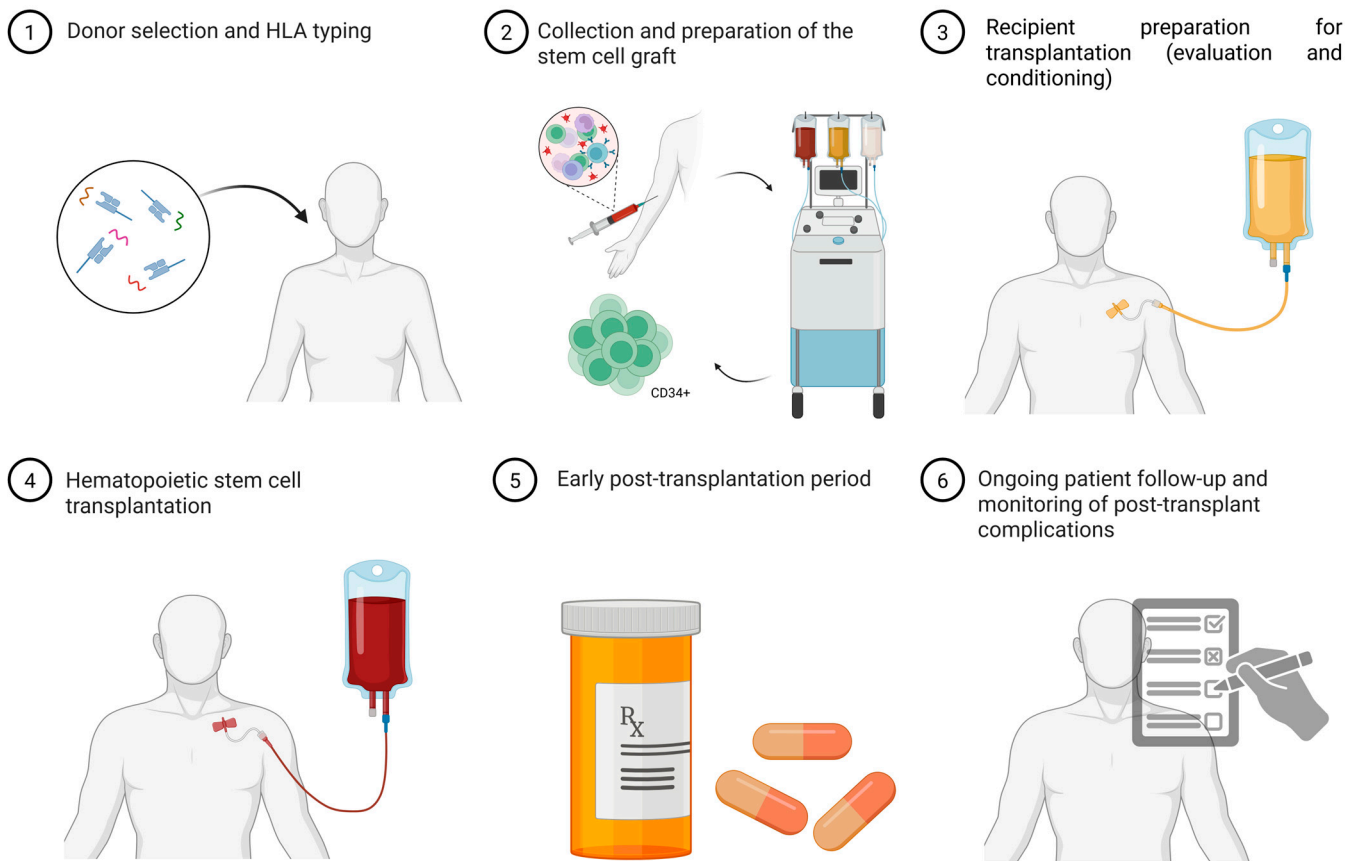 1
Donor selection and HLA typing
2
Collection and preparation of the
stem cell graft
3
Recipient preparation for
transplantation (evaluation and
conditioning)
CD34+
4
Hematopoietic stem cell
transplantation
5
Early post-transplantation period
6
Ongoing patient follow-up and
monitoring of post-transplant
complications
Rx